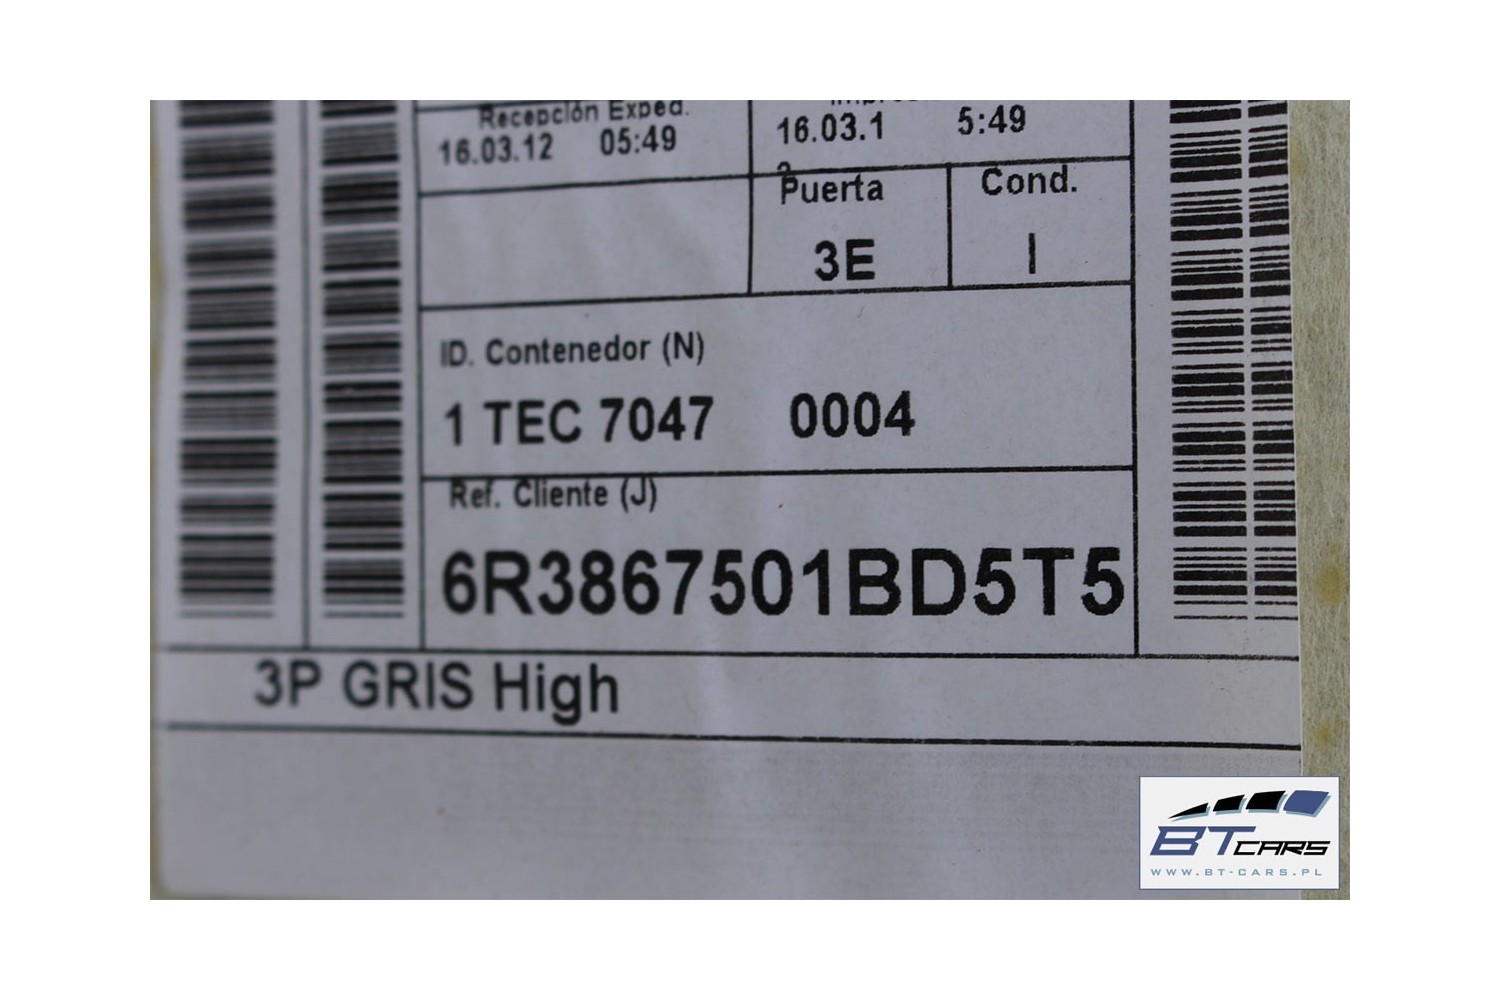 Recepción Exped.
16.03.12 05:49
16.03.1 5:49
Puerta
3E
Cond.
I
ID. Contenedor (N)
1 TEC 7047 0004
Ref. Cliente (J)
6R3867501BD5T5
3P GRIS High
BT CARS
WWW.BT-CARS.PL